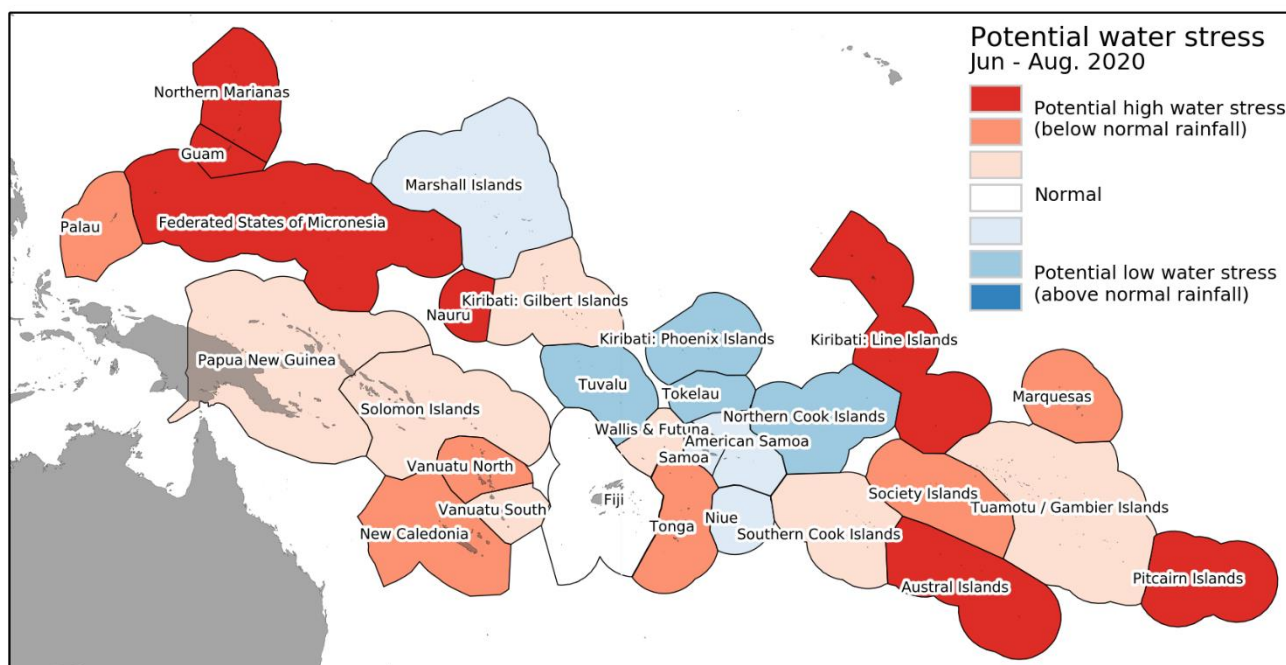 Potential water stress
Jun - Aug. 2020
Potential high water stress
(below normal rainfall)
Normal
Potential low water stress
(above normal rainfall)
Northern Marianas
Guam
Marshall Islands
Palau
Federated States of Micronesia
Nauru
Kiribati: Gilbert Islands
Kiribati: Phoenix Islands
Kiribati: Line Islands
Papua New Guinea
Tuvalu
Tokelau
Marquesas
Solomon Islands
Northern Cook Islands
Wallis & Futuna
American Samoa
Samoa
Vanuatu North
Fiji
Society Islands
Vanuatu South
Tuamotu / Gambier Islands
New Caledonia
Tonga
Niue
Southern Cook Islands
Austral Islands
Pitcairn Islands